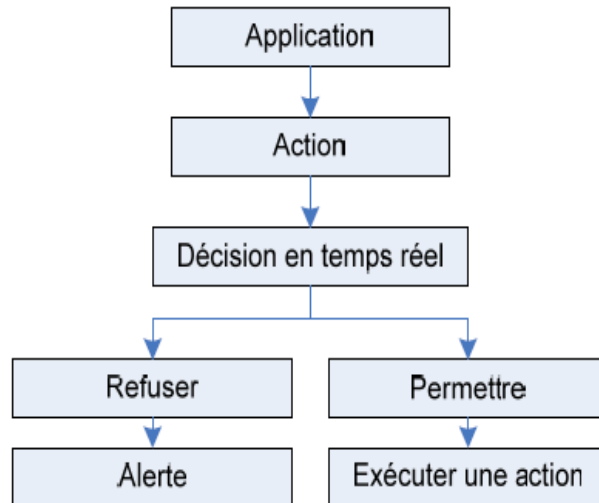 Application
Action
Décision en temps réel
Refuser
Permettre
Alerte
Exécuter une action